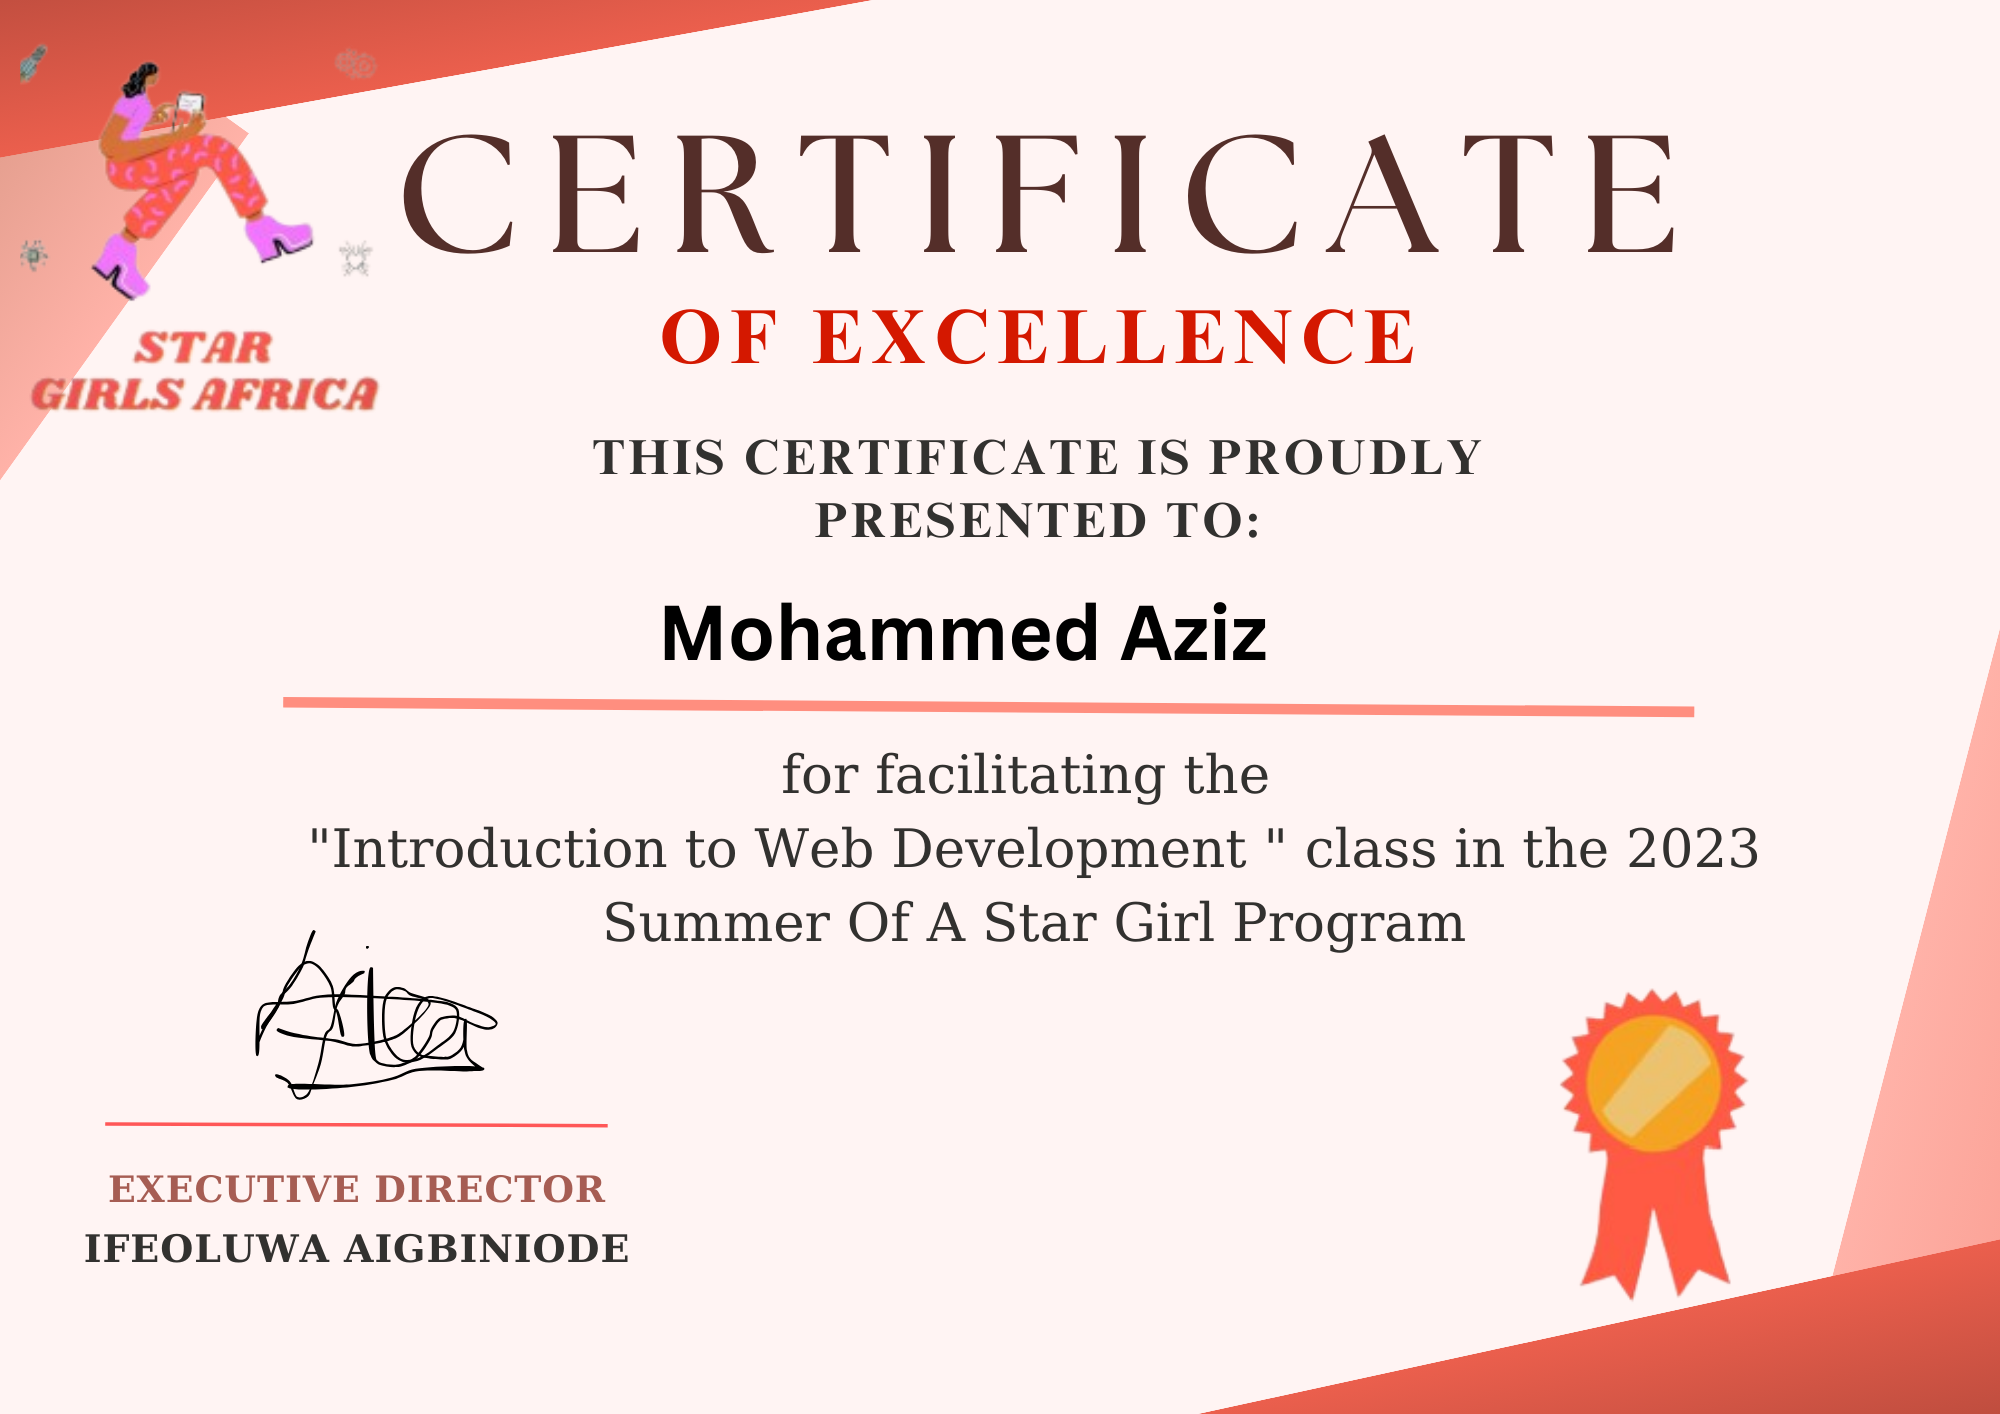 STAR
GIRLS AFRICA
CERTIFICATE
OF EXCELLENCE
THIS CERTIFICATE IS PROUDLY
PRESENTED TO:
Mohammed Aziz
for facilitating the
"Introduction to Web Development " class in the 2023
Summer Of A Star Girl Program
EXECUTIVE DIRECTOR
IFEOLUWA AIGBINIODE